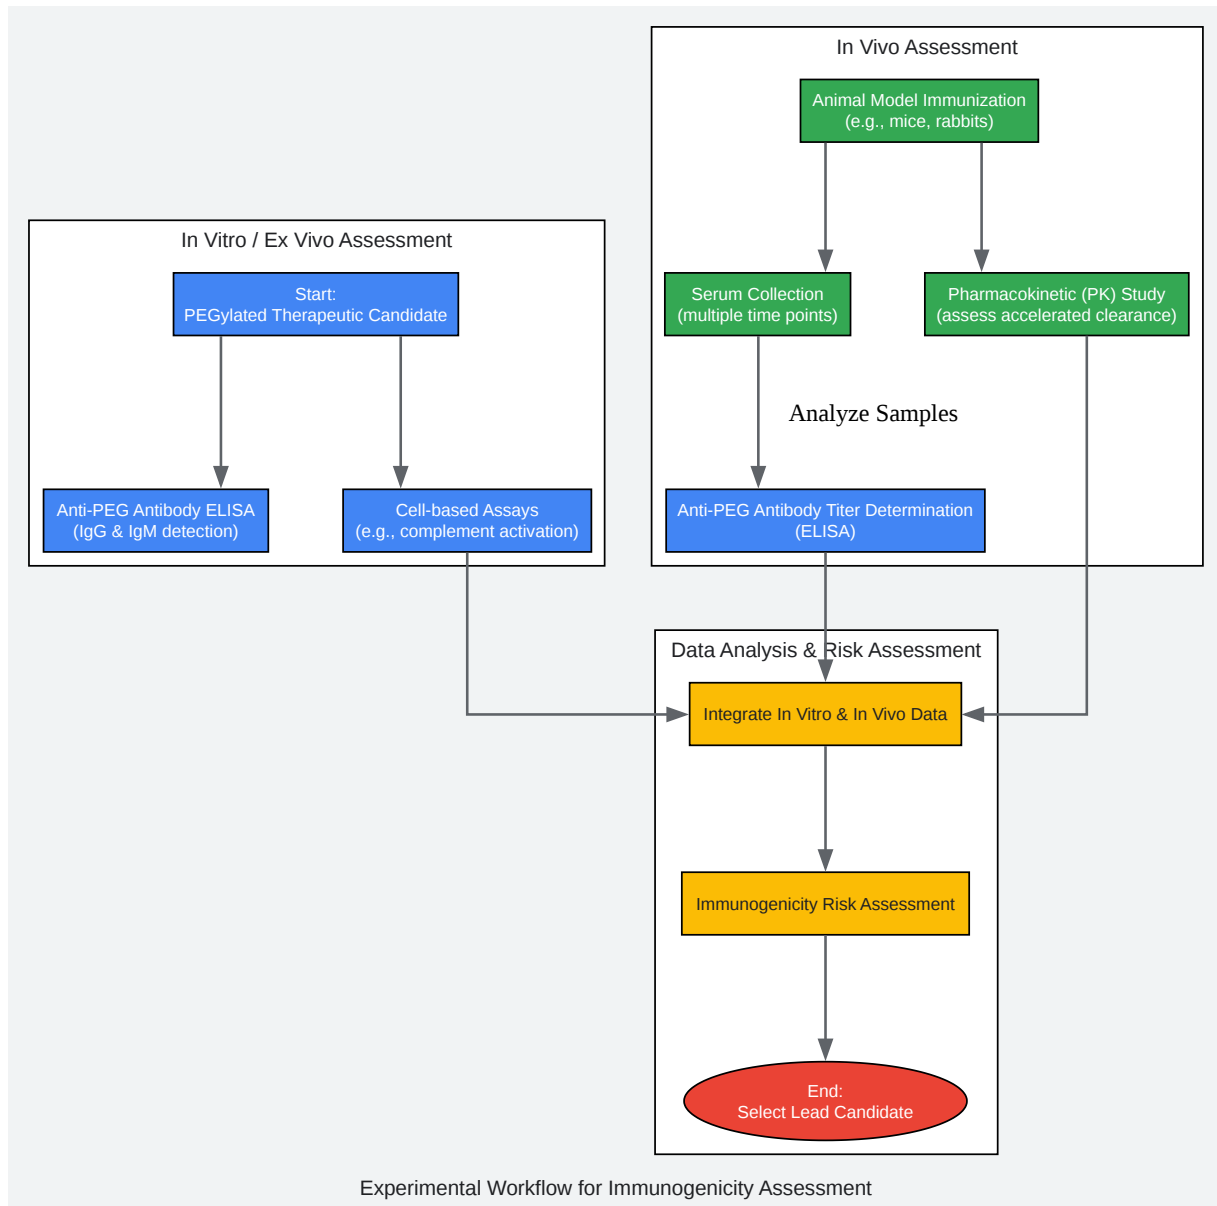 In Vivo Assessment
Animal Model Immunization
(e.g., mice, rabbits)
In Vitro / Ex Vivo Assessment
Start:
PEGylated Therapeutic Candidate
Serum Collection
(multiple time points)
Pharmacokinetic (PK) Study
(assess accelerated clearance)
Analyze Samples
Anti-PEG Antibody ELISA
(IgG & IgM detection)
Cell-based Assays
(e.g., complement activation)
Anti-PEG Antibody Titer Determination
(ELISA)
Data Analysis & Risk Assessment
Integrate In Vitro & In Vivo Data
Immunogenicity Risk Assessment
End:
Select Lead Candidate
Experimental Workflow for Immunogenicity Assessment